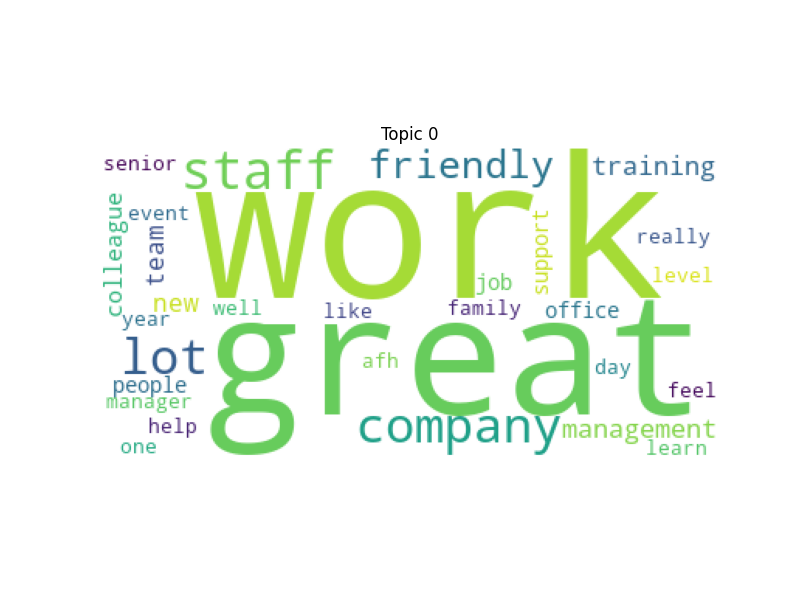 Topic 0
senior
staff
friendly
training
work
colleague
event
team
support
really
level
job
new
well
like
family
office
year
great
lot
afh
day
people
feel
manager
company
management
help
one
learn